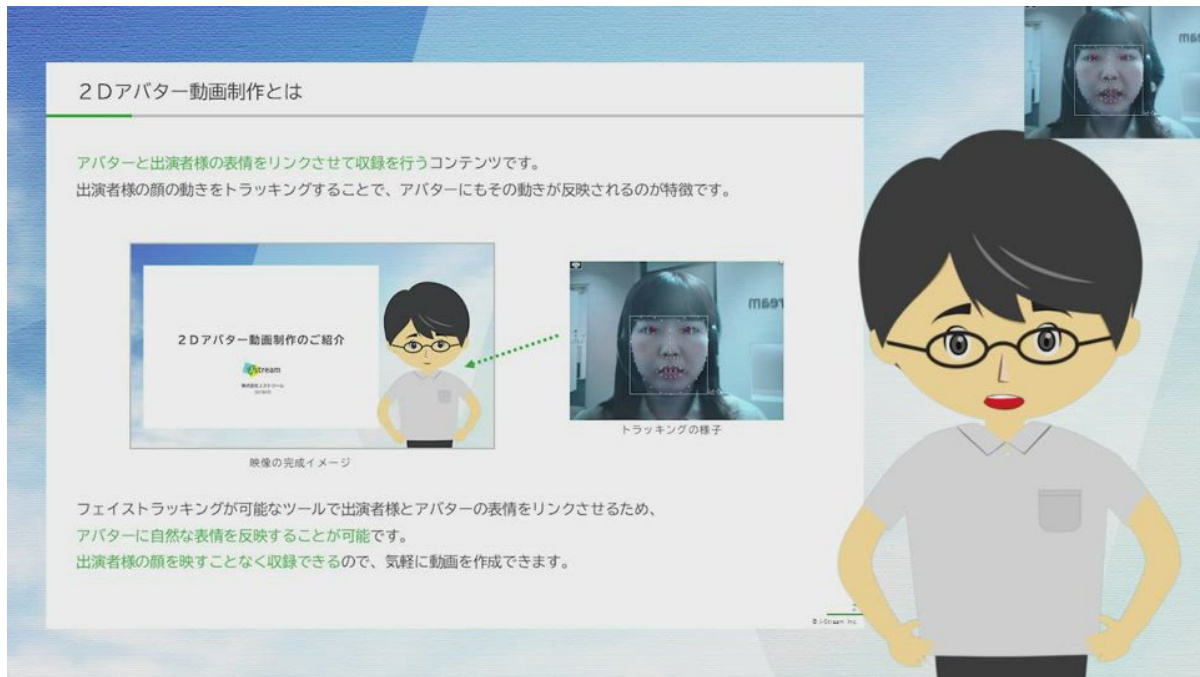 2Dアバター動画制作とは
アバターと出演者様の表情をリンクさせて収録を行うコンテンツです。
出演者様の顔の動きをトラッキングすることで、アバターにもその動きが反映されるのが特徴です。
2Dアバター動画制作のご紹介
J-Stream
トラッキングの様子
映像の完成イメージ
フェイストラッキングが可能なツールで出演者様とアバターの表情をリンクさせるため、
アバターに自然な表情を反映することが可能です。
出演者様の顔を映すことなく収録できるので、気軽に動画を作成できます。
© J-Stream Inc.